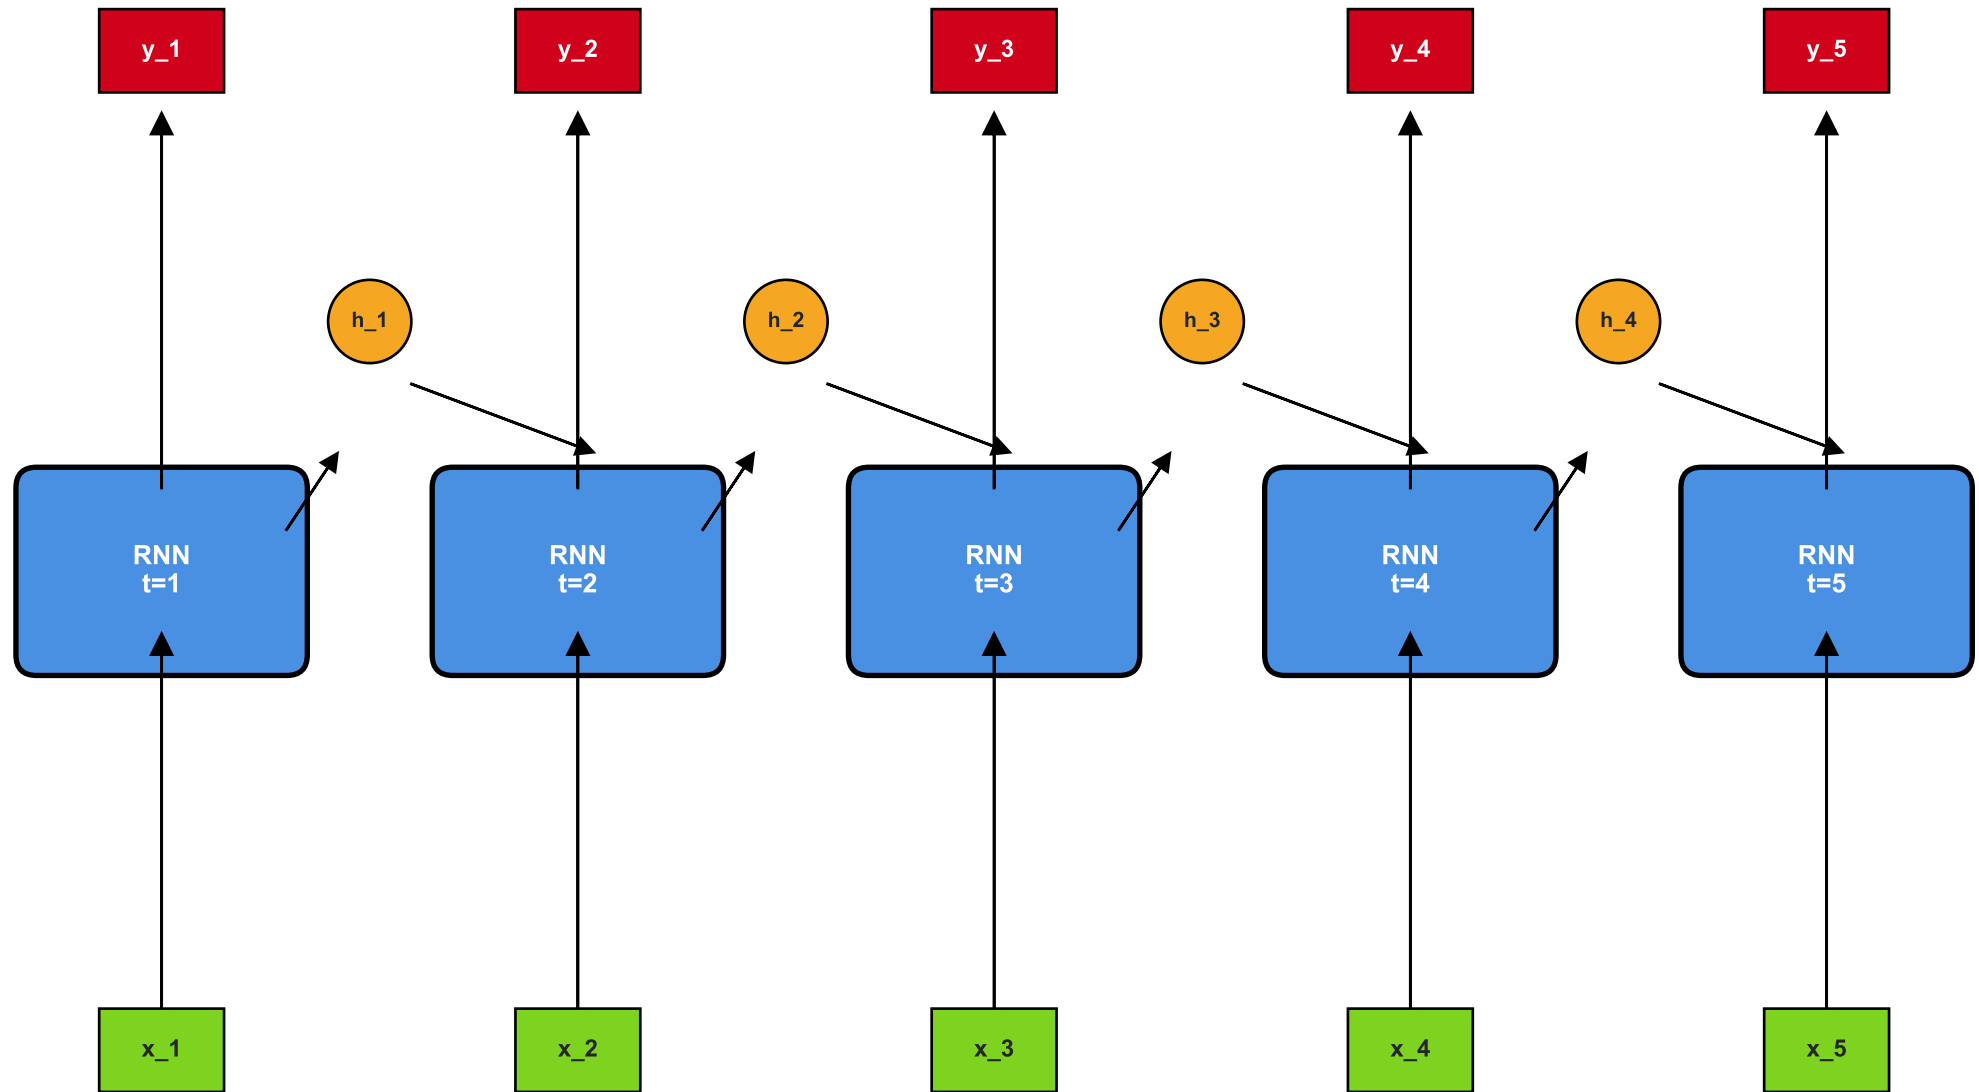 y_1
y_2
y_3
y_4
y_5
h_1
h_2
h_3
h_4
RNN
t=1
RNN
t=2
RNN
t=3
RNN
t=4
RNN
t=5
x_1
x_2
x_3
x_4
x_5